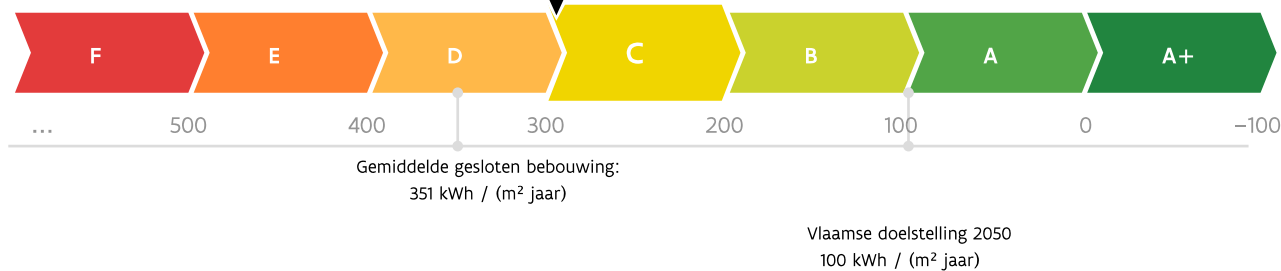 F E D C B A A+
... 500 400 300 200 100 0 –100
Gemiddelde gesloten bebouwing:
351 kWh / (m² jaar)
Vlaamse doelstelling 2050
100 kWh / (m² jaar)